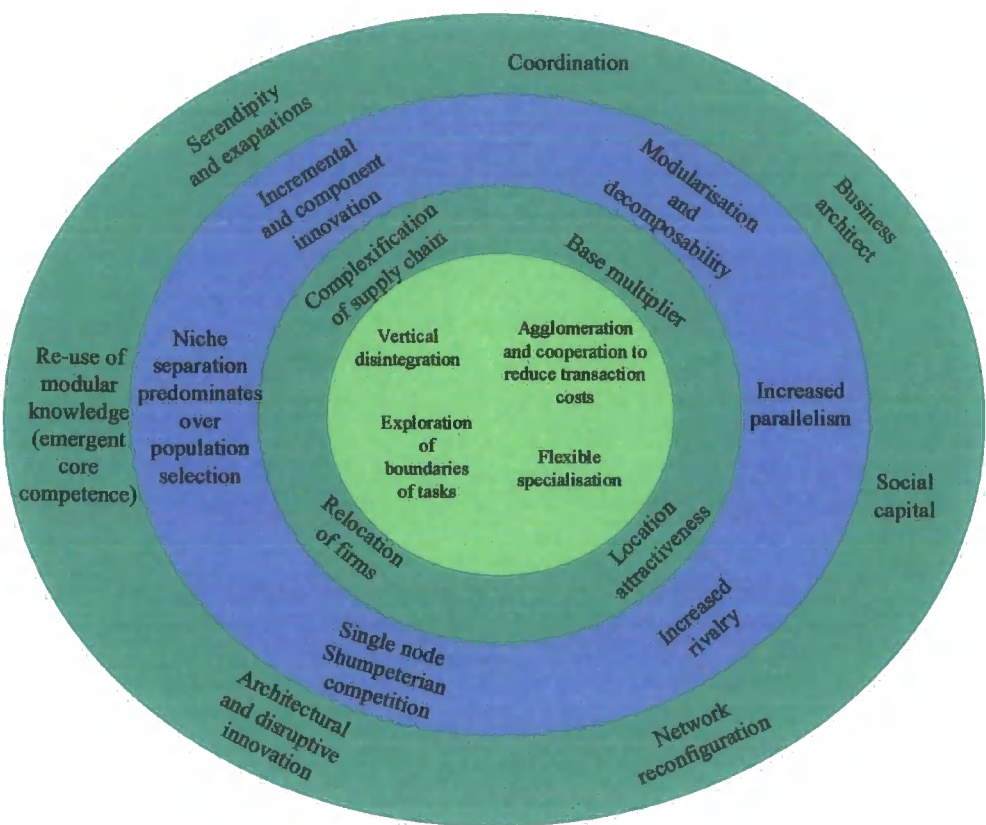 Coordination
Serendipity
and exaptations
Business
architect
Incremental
and component
innovation
Modularisation
and
decomposability
Complexification
of supply chain
Base multiplier
Vertical
disintegration
Agglomeration
and cooperation to
reduce transaction
costs
Re-use of
modular
knowledge
(emergent
core
competence)
Niche
separation
predominates
over
population
selection
Increased
parallelism
Exploration
of
boundaries
of tasks
Flexible
specialisation
Social
capital
Relocation
of firms
Location
attractiveness
Increased
rivalry
Single node
Shumpeterian
competition
Architectural
and disruptive
innovation
Network
reconfiguration